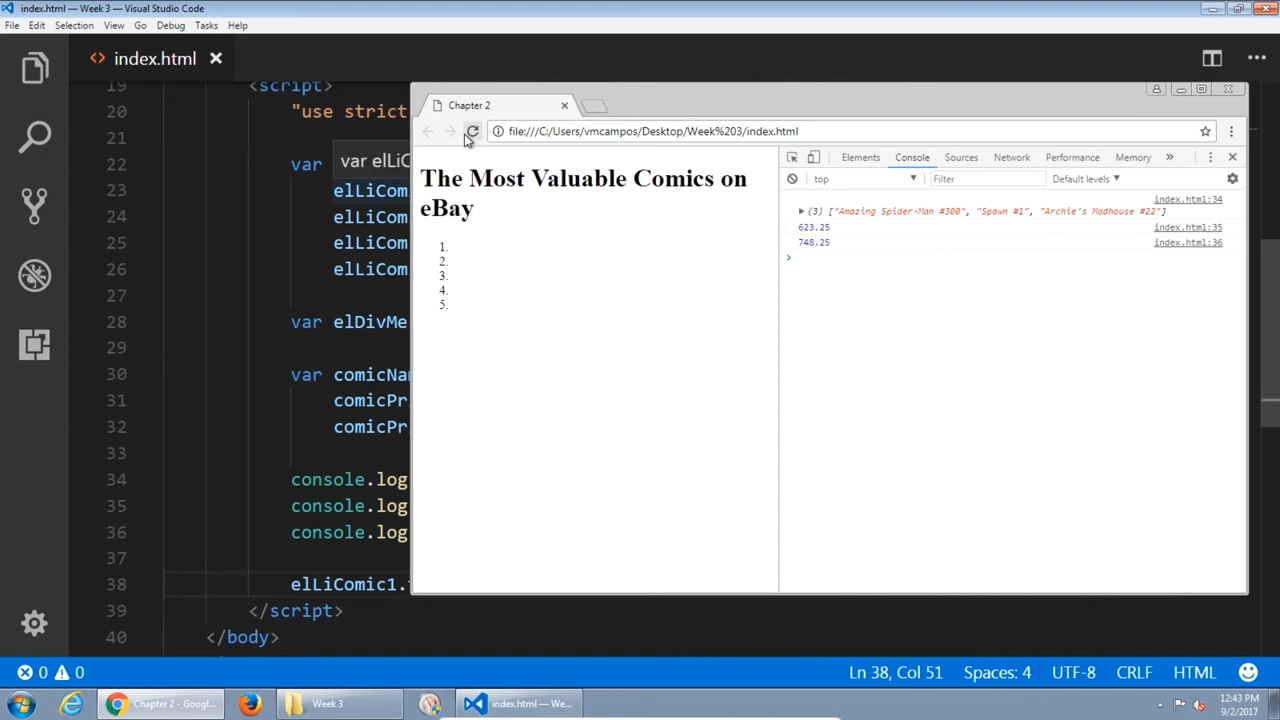 index.html — Week 3 — Visual Studio Code
File Edit Selection View Go Debug Tasks Help
index.html
19 <script>
20 "use strict
21
22 var
var elLiC
23 elLiCom
24 elLiCom
25 elLiCom
26 elLiCom
27
28 var elDivMe
29
30 var comicNa
31 comicPr
32 comicPr
33
34 console.log
35 console.log
36 console.log
37
38 elLiComic1.
39 </script>
40 </body>
Chapter 2
file:///C:/Users/vmcampos/Desktop/Week%203/index.html
The Most Valuable Comics on
eBay
1.
2.
3.
4.
5.
Elements Console Sources Network Performance Memory »
top Filter Default levels
index.html:34
(3) ["Amazing Spider-Man #300", "Spawn #1", "Archie's Madhouse #22"]
623.25 index.html:35
748.25 index.html:36
0 0 Ln 38, Col 51 Spaces: 4 UTF-8 CRLF HTML
Chapter 2 - Googl... Week 3 index.html — We... 12:43 PM
9/2/2017